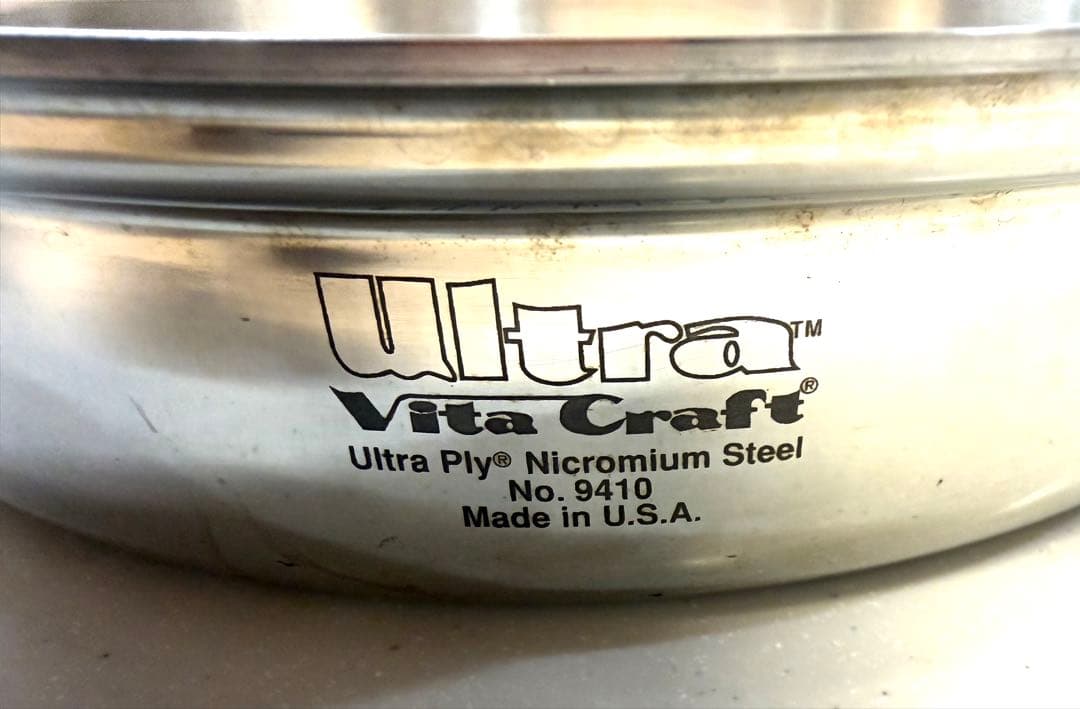 Ultra™
Vita Craft®
Ultra Ply® Nicromium Steel
No. 9410
Made in U.S.A.